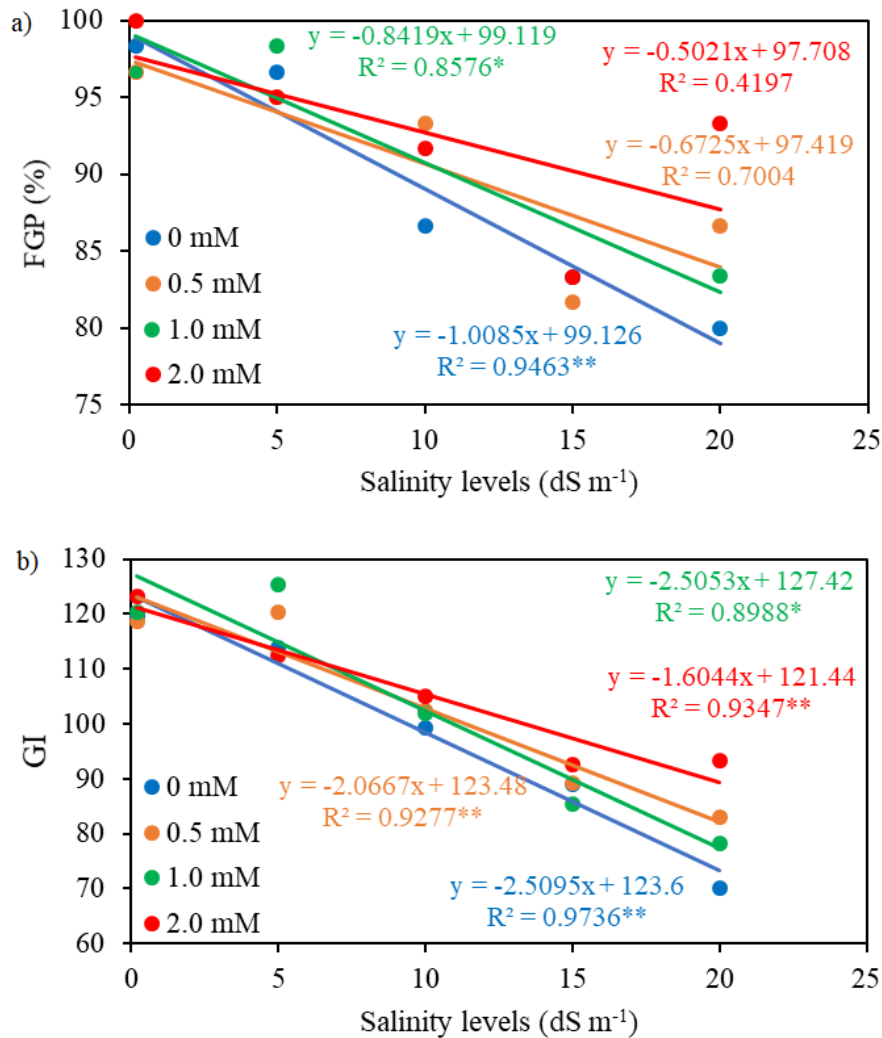 a)
100
95
90
85
80
75
FGP (%)
y = -0.8419x + 99.119
R² = 0.8576*
y = -0.5021x + 97.708
R² = 0.4197
y = -0.6725x + 97.419
R² = 0.7004
0 mM
0.5 mM
1.0 mM
2.0 mM
y = -1.0085x + 99.126
R² = 0.9463**
0 5 10 15 20 25
Salinity levels (dS m⁻¹)
b)
130
120
110
100
90
80
70
60
GI
y = -2.5053x + 127.42
R² = 0.8988*
y = -1.6044x + 121.44
R² = 0.9347**
0 mM
0.5 mM
1.0 mM
2.0 mM
y = -2.0667x + 123.48
R² = 0.9277**
y = -2.5095x + 123.6
R² = 0.9736**
0 5 10 15 20 25
Salinity levels (dS m⁻¹)